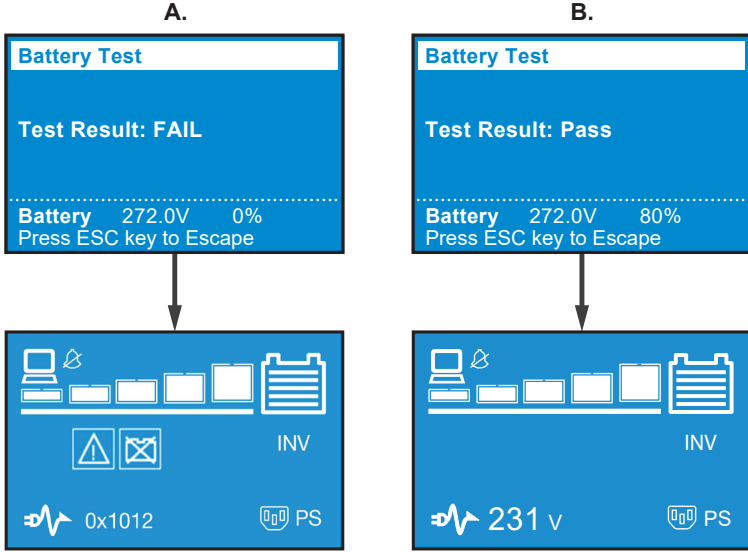 A.
Battery Test
Test Result: FAIL
Battery 272.0V 0%
Press ESC key to Escape
INV
0x1012 PS
B.
Battery Test
Test Result: Pass
Battery 272.0V 80%
Press ESC key to Escape
INV
231 V PS